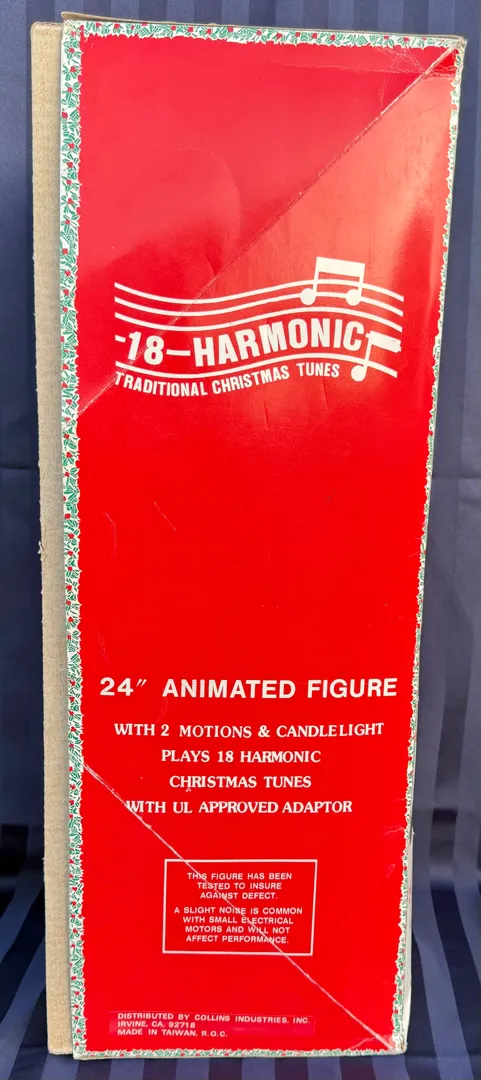 -18-HARMONIC
TRADITIONAL CHRISTMAS TUNES
24" ANIMATED FIGURE
WITH 2 MOTIONS & CANDLELIGHT
PLAYS 18 HARMONIC
CHRISTMAS TUNES
WITH UL APPROVED ADAPTOR
THIS FIGURE HAS BEEN
TESTED TO INSURE
AGAINST DEFECT.
A SLIGHT NOISE IS COMMON
WITH SMALL ELECTRICAL
MOTORS AND WILL NOT
AFFECT PERFORMANCE.
DISTRIBUTED BY COLLINS INDUSTRIES, INC.
IRVINE, CA. 92718
MADE IN TAIWAN, R.O.C.